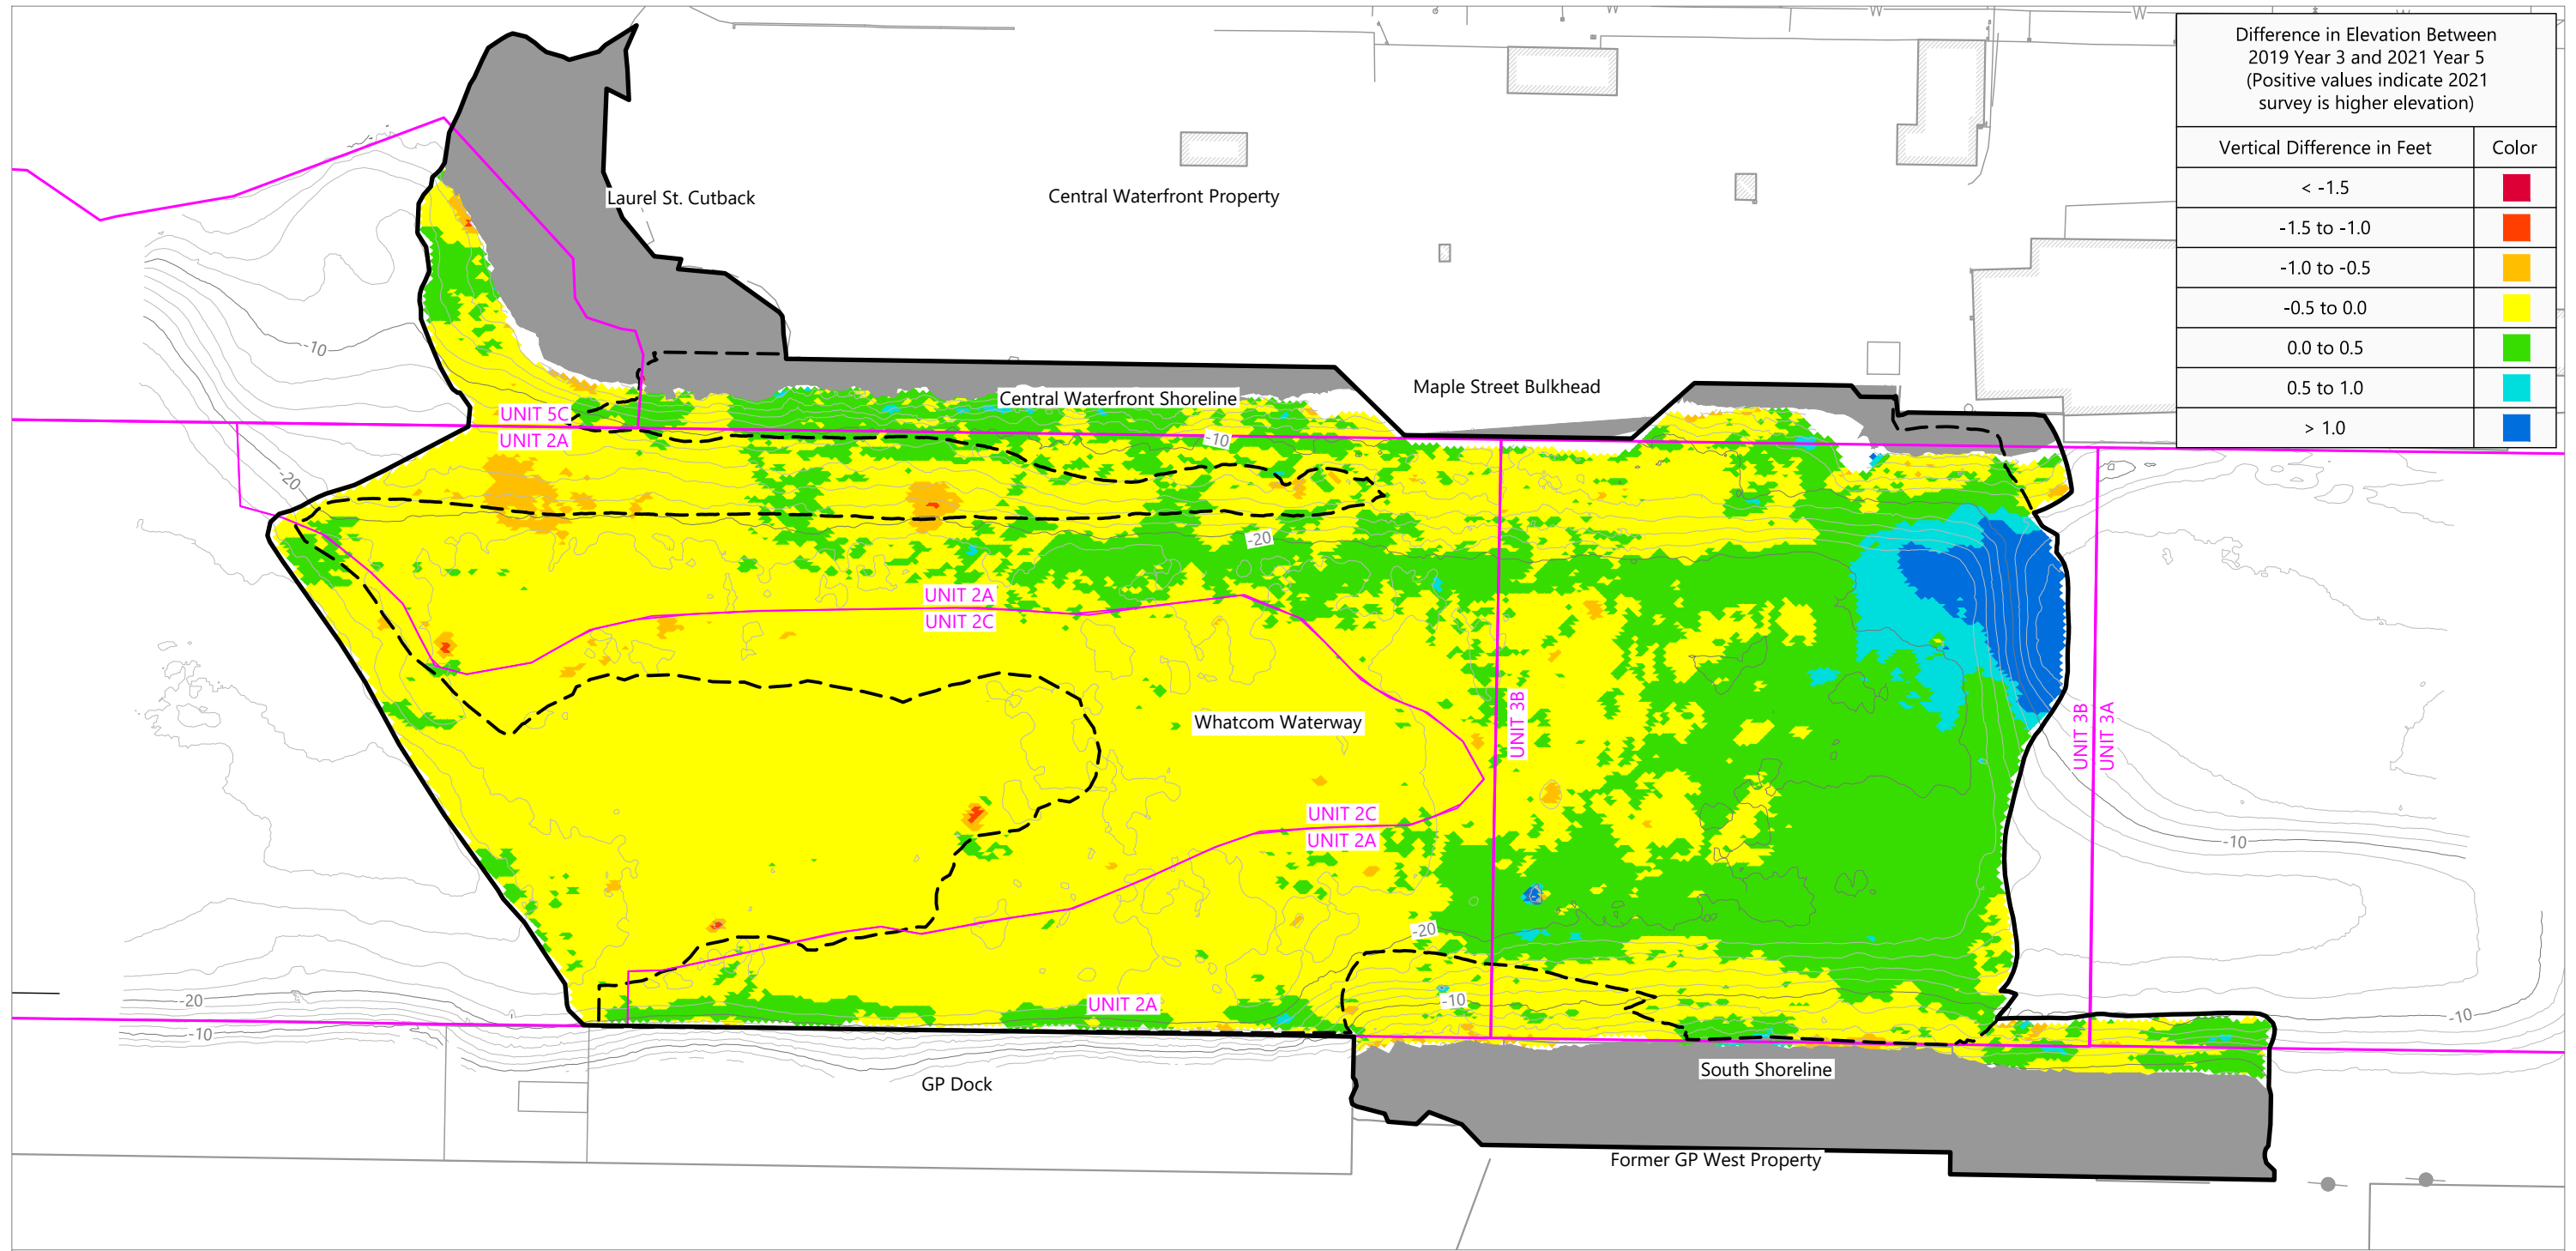 W
W
W
Difference in Elevation Between
2019 Year 3 and 2021 Year 5
(Positive values indicate 2021
survey is higher elevation)
Vertical Difference in Feet
Color
< -1.5
-1.5 to -1.0
-1.0 to -0.5
-0.5 to 0.0
0.0 to 0.5
0.5 to 1.0
> 1.0
Laurel St. Cutback
Central Waterfront Property
-10
Maple Street Bulkhead
Central Waterfront Shoreline
UNIT 5C
UNIT 2A
-10
-20
-20
UNIT 2A
UNIT 2C
Whatcom Waterway
UNIT 3B
UNIT 3B
UNIT 3A
UNIT 2C
UNIT 2A
-10
-20
-20
-10
UNIT 2A
-10
-10
South Shoreline
GP Dock
Former GP West Property